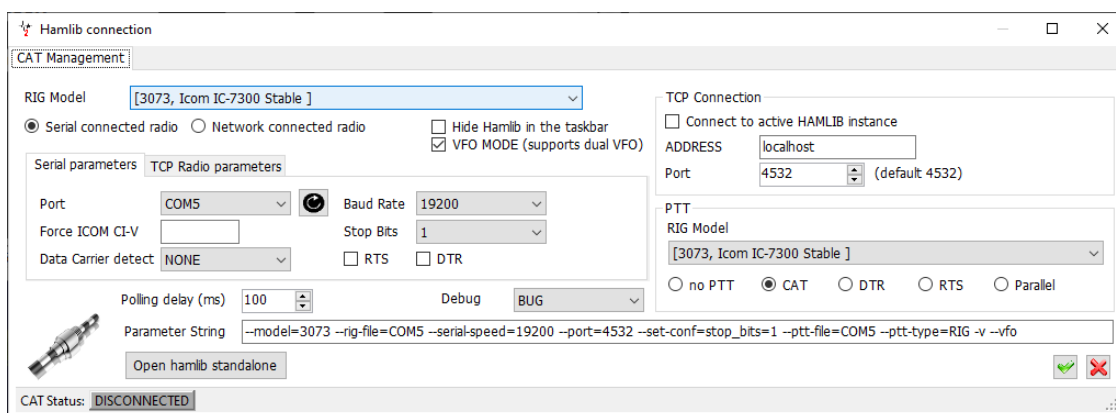 Hamlib connection
CAT Management
RIG Model [3073, Icom IC-7300 Stable ]
Serial connected radio Network connected radio
Hide Hamlib in the taskbar
VFO MODE (supports dual VFO)
Serial parameters TCP Radio parameters
Port COM5 Baud Rate 19200
Force ICOM CI-V Stop Bits 1
Data Carrier detect NONE RTS DTR
Polling delay (ms) 100 Debug BUG
TCP Connection
Connect to active HAMLIB instance
ADDRESS localhost
Port 4532 (default 4532)
PTT
RIG Model
[3073, Icom IC-7300 Stable ]
no PTT CAT DTR RTS Parallel
Parameter String --model=3073 --rig-file=COM5 --serial-speed=19200 --port=4532 --set-conf=stop_bits=1 --ptt-file=COM5 --ptt-type=RIG -v --vfo
Open hamlib standalone
CAT Status: DISCONNECTED